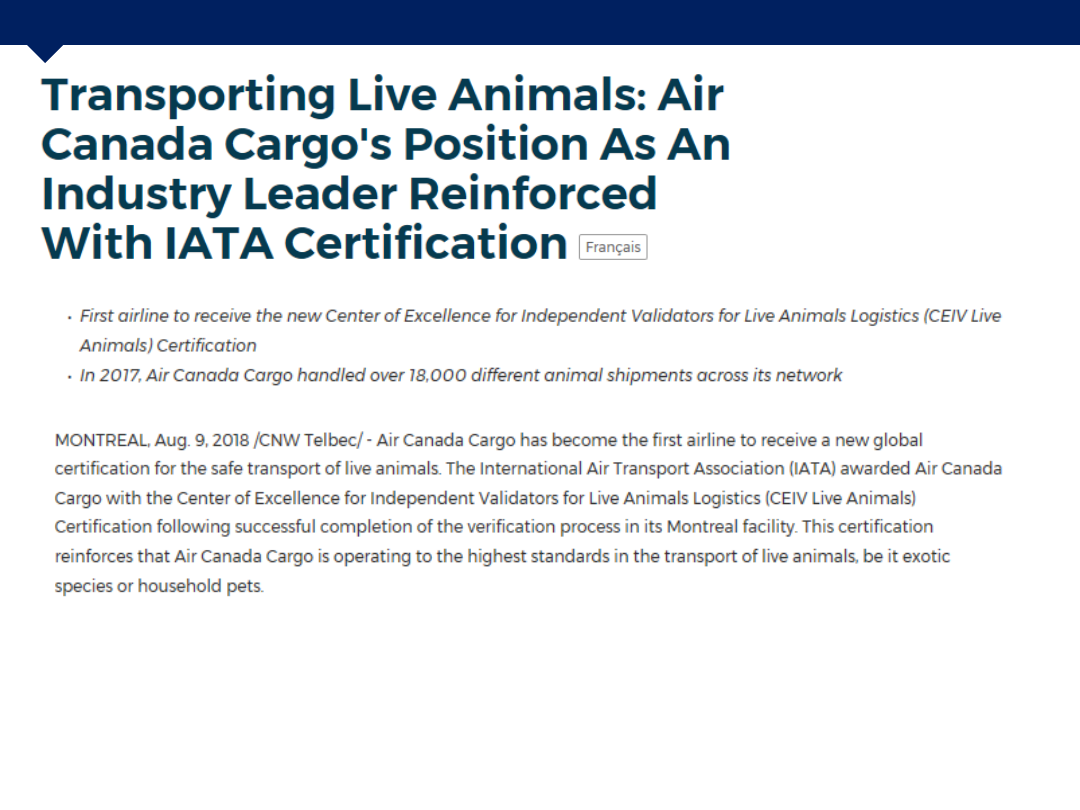 Transporting Live Animals: Air
Canada Cargo's Position As An
Industry Leader Reinforced
With IATA Certification Français
• First airline to receive the new Center of Excellence for Independent Validators for Live Animals Logistics (CEIV Live
Animals) Certification
• In 2017, Air Canada Cargo handled over 18,000 different animal shipments across its network
MONTREAL, Aug. 9, 2018 /CNW Telbec/ - Air Canada Cargo has become the first airline to receive a new global
certification for the safe transport of live animals. The International Air Transport Association (IATA) awarded Air Canada
Cargo with the Center of Excellence for Independent Validators for Live Animals Logistics (CEIV Live Animals)
Certification following successful completion of the verification process in its Montreal facility. This certification
reinforces that Air Canada Cargo is operating to the highest standards in the transport of live animals, be it exotic
species or household pets.